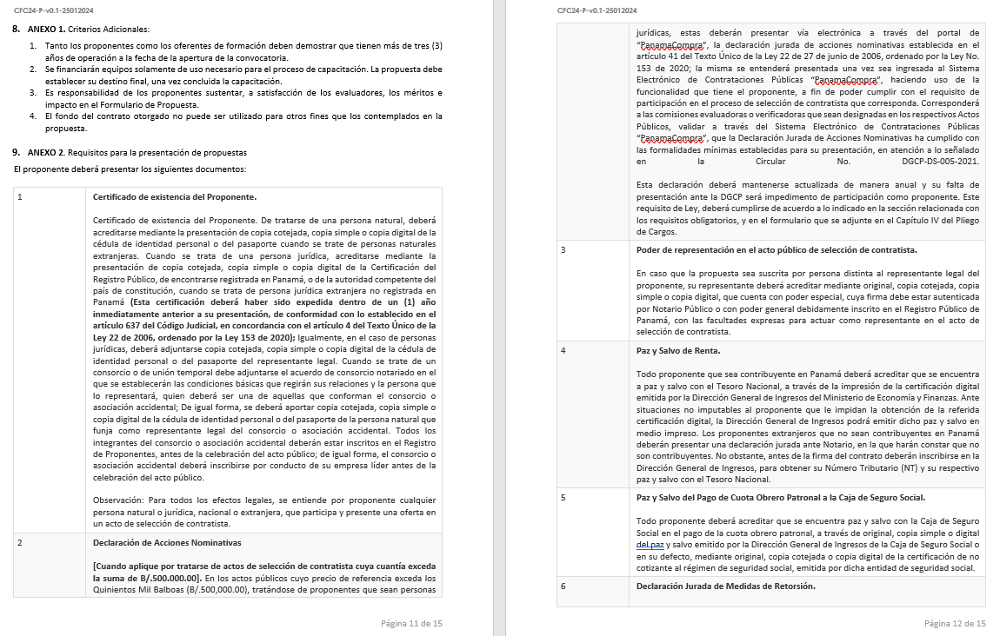 CFC24-P-v0.1-25012024
8. ANEXO 1. Criterios Adicionales:
1. Tanto los proponentes como los oferentes de formación deben demostrar que tienen más de tres (3)
años de operación a la fecha de la apertura de la convocatoria.
2. Se financiarán equipos solamente de uso necesario para el proceso de capacitación. La propuesta debe
establecer su destino final, una vez concluida la capacitación.
3. Es responsabilidad de los proponentes sustentar, a satisfacción de los evaluadores, los méritos e
impacto en el Formulario de Propuesta.
4. El fondo del contrato otorgado no puede ser utilizado para otros fines que los contemplados en la
propuesta.
9. ANEXO 2. Requisitos para la presentación de propuestas
El proponente deberá presentar los siguientes documentos:
1
Certificado de existencia del Proponente.
Certificado de existencia del Proponente. De tratarse de una persona natural, deberá
acreditarse mediante la presentación de copia cotejada, copia simple o copia digital de la
cédula de identidad personal o del pasaporte cuando se trate de personas naturales
extranjeras. Cuando se trata de una persona jurídica, acreditarse mediante la
presentación de copia cotejada, copia simple o copia digital de la Certificación del
Registro Público, de encontrarse registrada en Panamá, o de la autoridad competente del
país de constitución, cuando se trata de persona jurídica extranjera no registrada en
Panamá (Esta certificación deberá haber sido expedida dentro de un (1) año
inmediatamente anterior a su presentación, de conformidad con lo establecido en el
artículo 637 del Código Judicial, en concordancia con el artículo 4 del Texto Único de la
Ley 22 de 2006, ordenado por la Ley 153 de 2020); Igualmente, en el caso de personas
jurídicas, deberá adjuntarse copia cotejada, copia simple o copia digital de la cédula de
identidad personal o del pasaporte del representante legal. Cuando se trate de un
consorcio o de unión temporal debe adjuntarse el acuerdo de consorcio notariado en el
que se establecerán las condiciones básicas que regirán sus relaciones y la persona que
lo representará, quien deberá ser una de aquellas que conforman el consorcio o
asociación accidental; De igual forma, se deberá aportar copia cotejada, copia simple o
copia digital de la cédula de identidad personal o del pasaporte de la persona natural que
funja como representante legal del consorcio o asociación accidental. Todos los
integrantes del consorcio o asociación accidental deberán estar inscritos en el Registro
de Proponentes, antes de la celebración del acto público; de igual forma, el consorcio o
asociación accidental deberá inscribirse por conducto de su empresa líder antes de la
celebración del acto público.
Observación: Para todos los efectos legales, se entiende por proponente cualquier
persona natural o jurídica, nacional o extranjera, que participa y presente una oferta en
un acto de selección de contratista.
2
Declaración de Acciones Nominativas
[Cuando aplique por tratarse de actos de selección de contratista cuya cuantía exceda
la suma de B/.500.000.00]. En los actos públicos cuyo precio de referencia exceda los
Quinientos Mil Balboas (B/.500,000.00), tratándose de proponentes que sean personas
Página 11 de 15
CFC24-P-v0.1-25012024
jurídicas, estas deberán presentar vía electrónica a través del portal de
“PanamaCompra”, la declaración jurada de acciones nominativas establecida en el
artículo 41 del Texto Único de la Ley 22 de 27 de junio de 2006, ordenado por la Ley No.
153 de 2020; la misma se entenderá presentada una vez sea ingresada al Sistema
Electrónico de Contrataciones Públicas “PanamaCompra”, haciendo uso de la
funcionalidad que tiene el proponente, a fin de poder cumplir con el requisito de
participación en el proceso de selección de contratista que corresponda. Corresponderá
a las comisiones evaluadoras o verificadoras que sean designadas en los respectivos Actos
Públicos, validar a través del Sistema Electrónico de Contrataciones Públicas
“PanamaCompra”, que la Declaración Jurada de Acciones Nominativas ha cumplido con
las formalidades mínimas establecidas para su presentación, en atención a lo señalado
en la Circular No. DGCP-DS-005-2021.
Esta declaración deberá mantenerse actualizada de manera anual y su falta de
presentación ante la DGCP será impedimento de participación como proponente. Este
requisito de Ley, deberá cumplirse de acuerdo a lo indicado en la sección relacionada con
los requisitos obligatorios, y en el formulario que se adjunte en el Capítulo IV del Pliego
de Cargos.
3
Poder de representación en el acto público de selección de contratista.
En caso que la propuesta sea suscrita por persona distinta al representante legal del
proponente, su representante deberá acreditar mediante original, copia cotejada, copia
simple o copia digital, que cuenta con poder especial, cuya firma debe estar autenticada
por Notario Público o con poder general debidamente inscrito en el Registro Público de
Panamá, con las facultades expresas para actuar como representante en el acto de
selección de contratista.
4
Paz y Salvo de Renta.
Todo proponente que sea contribuyente en Panamá deberá acreditar que se encuentra
a paz y salvo con el Tesoro Nacional, a través de la impresión de la certificación digital
emitida por la Dirección General de Ingresos del Ministerio de Economía y Finanzas. Ante
situaciones no imputables al proponente que le impidan la obtención de la referida
certificación digital, la Dirección General de Ingresos podrá emitir dicho paz y salvo en
medio impreso. Los proponentes extranjeros que no sean contribuyentes en Panamá
deberán presentar una declaración jurada ante Notario, en la que harán constar que no
son contribuyentes. No obstante, antes de la firma del contrato deberán inscribirse en la
Dirección General de Ingresos, para obtener su Número Tributario (NT) y su respectivo
paz y salvo con el Tesoro Nacional.
5
Paz y Salvo del Pago de Cuota Obrero Patronal a la Caja de Seguro Social.
Todo proponente deberá acreditar que se encuentra paz y salvo con la Caja de Seguro
Social en el pago de la cuota obrero patronal, a través de original, copia simple o digital
del paz y salvo emitido por la Dirección General de Ingresos de la Caja de Seguro Social o
en su defecto, mediante original, copia cotejada o copia digital de la certificación de no
cotizante al régimen de seguridad social, emitida por dicha entidad de seguridad social.
6
Declaración Jurada de Medidas de Retorsión.
Página 12 de 15